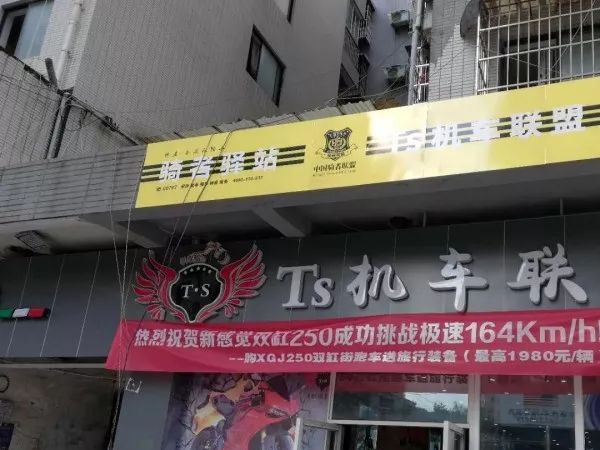 骑者驿站
中国骑者联盟
Ts机车联盟
T·S
Ts机车联
热烈祝贺新感觉双缸250成功挑战极速164Km/h!
--购XGJ250双缸街跑车送旅行装备(最高1980元/辆